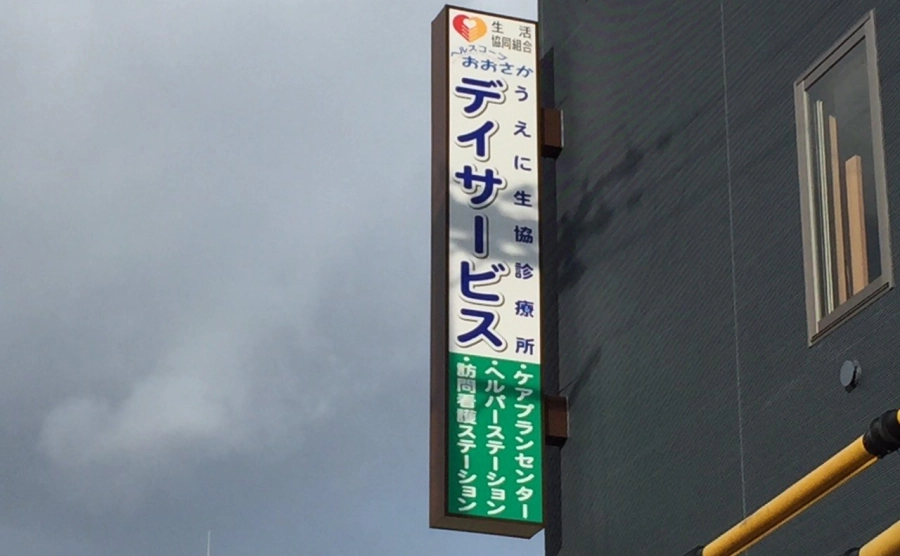 生活
協同組合
ヘルスコープ
おおさか
うえに生協診療所
デイサービス
・ケアプランセンター
・ヘルパーステーション
・訪問看護ステーション